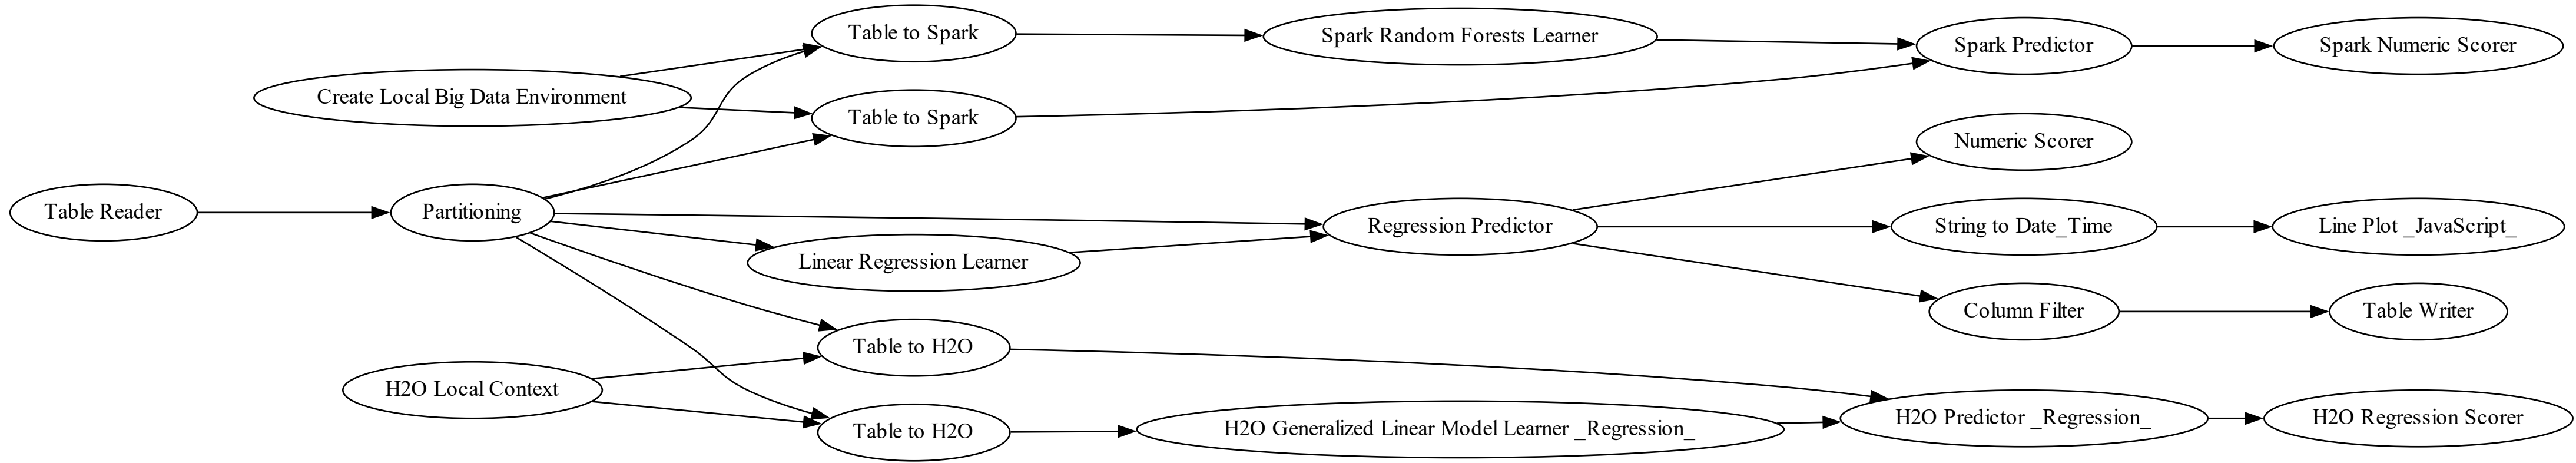 Table to Spark
Spark Random Forests Learner
Spark Predictor
Spark Numeric Scorer
Create Local Big Data Environment
Table to Spark
Numeric Scorer
Table Reader
Partitioning
Regression Predictor
String to Date_Time
Line Plot _JavaScript_
Linear Regression Learner
Column Filter
Table Writer
Table to H2O
H2O Local Context
H2O Predictor _Regression_
H2O Regression Scorer
Table to H2O
H2O Generalized Linear Model Learner _Regression_